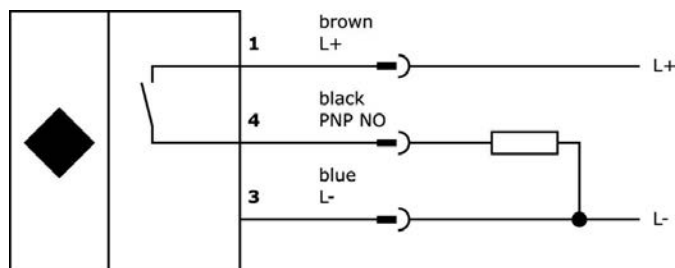 brown
1 L+
L+
black
4 PNP NO
blue
3 L-
L-